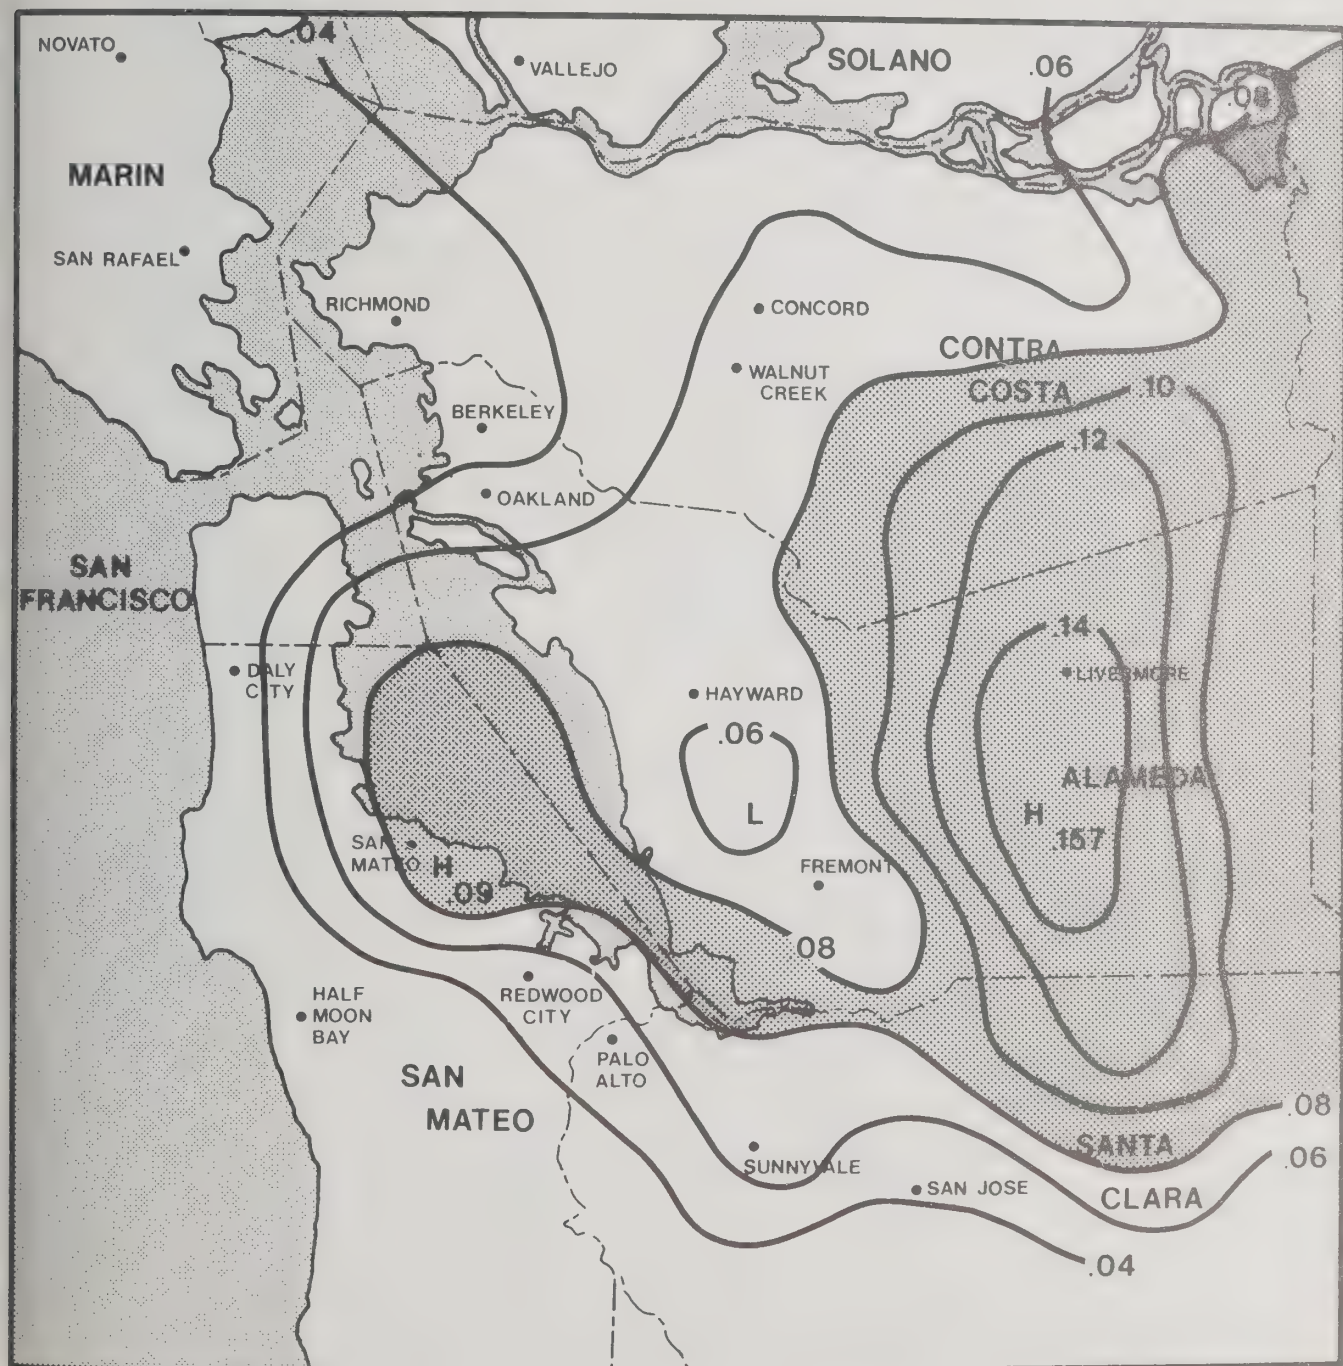 .04
NOVATO
VALLEJO
SOLANO
.06
.08
MARIN
SAN RAFAEL
RICHMOND
CONCORD
CONTRA
COSTA
WALNUT
CREEK
.10
BERKELEY
.12
OAKLAND
SAN
FRANCISCO
.14
DALY
CITY
LIVERMORE
HAYWARD
.06
ALAMEDA
L
H
.157
SAN
MATEO
H
.09
FREMONT
.08
HALF
MOON
BAY
REDWOOD
CITY
PALO
ALTO
SAN
MATEO
.08
SANTA
.06
SUNNYVALE
SAN JOSE
CLARA
.04